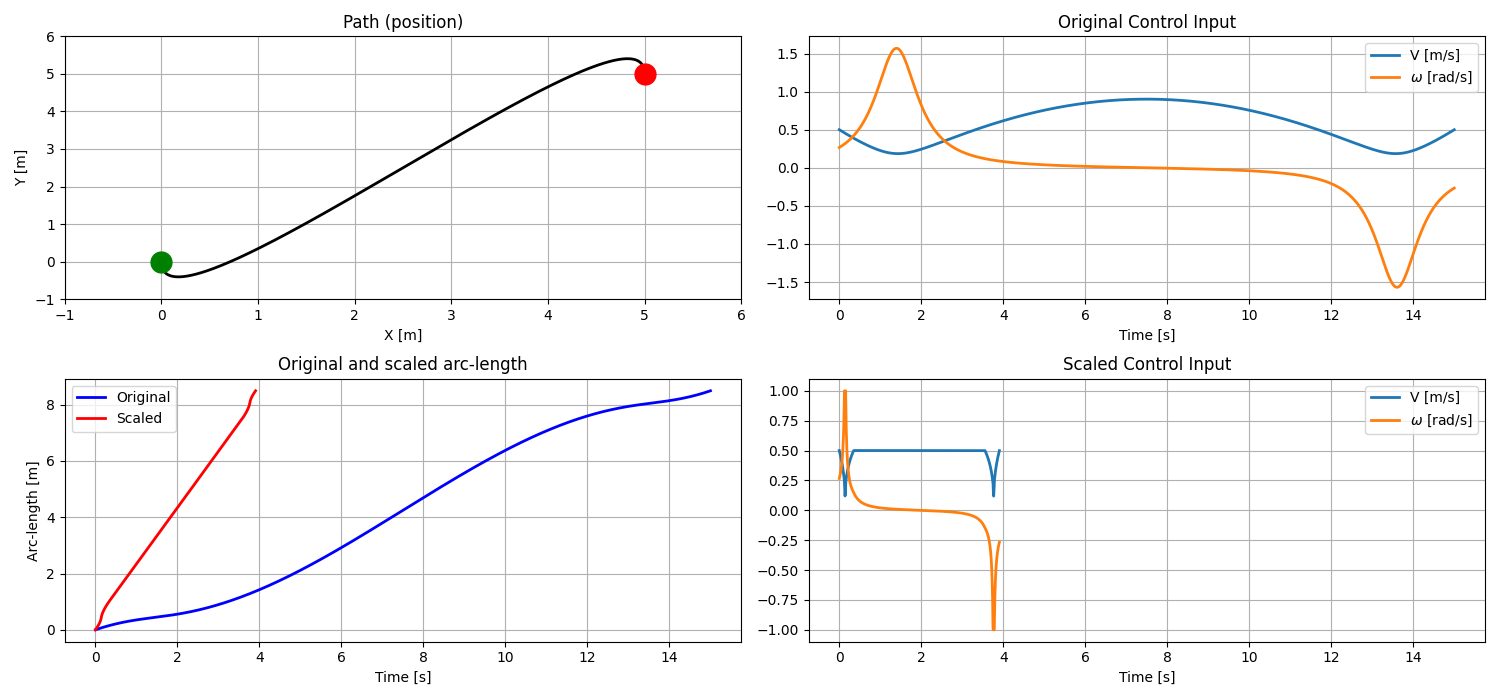 Path (position)
6
5
4
3
2
1
0
−1
Y [m]
−1 0 1 2 3 4 5 6
X [m]
Original Control Input
1.5
1.0
0.5
0.0
−0.5
−1.0
−1.5
V [m/s]
ω [rad/s]
0 2 4 6 8 10 12 14
Time [s]
Original and scaled arc-length
8
6
4
2
0
Arc-length [m]
Original
Scaled
0 2 4 6 8 10 12 14
Time [s]
Scaled Control Input
1.00
0.75
0.50
0.25
0.00
−0.25
−0.50
−0.75
−1.00
V [m/s]
ω [rad/s]
0 2 4 6 8 10 12 14
Time [s]